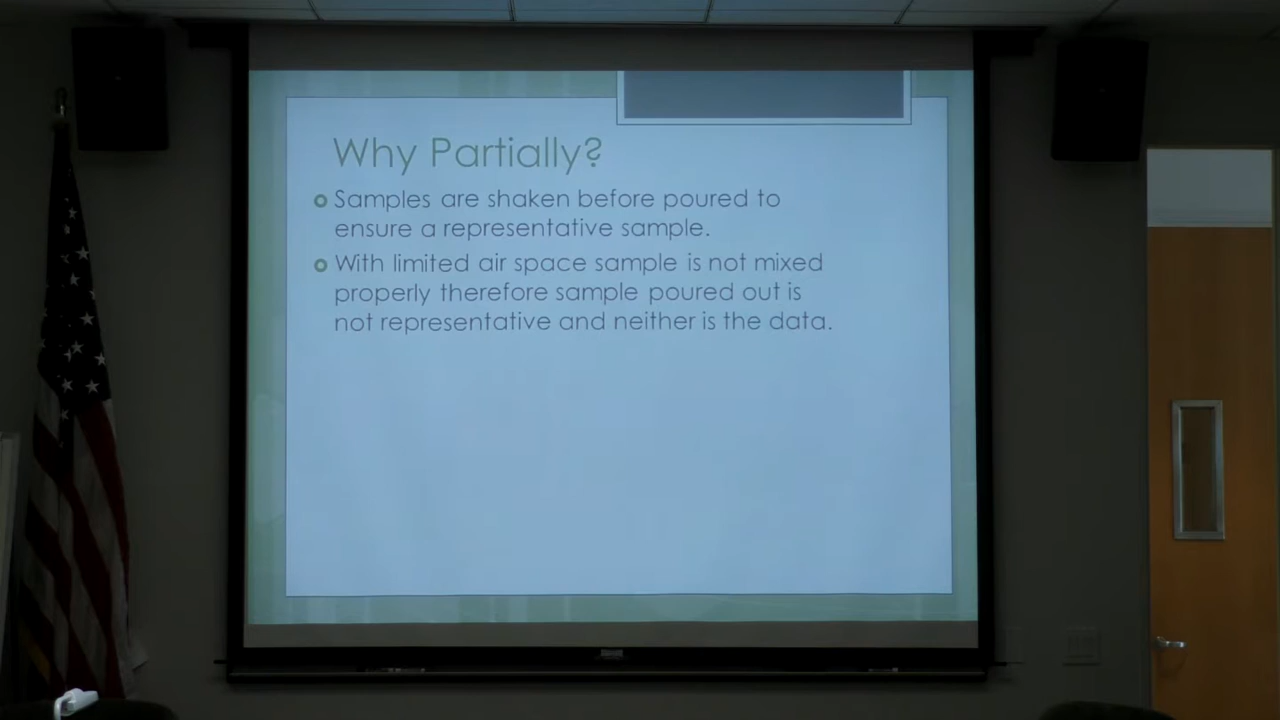 Why Partially?
Samples are shaken before poured to
ensure a representative sample.
With limited air space sample is not mixed
properly therefore sample poured out is
not representative and neither is the data.